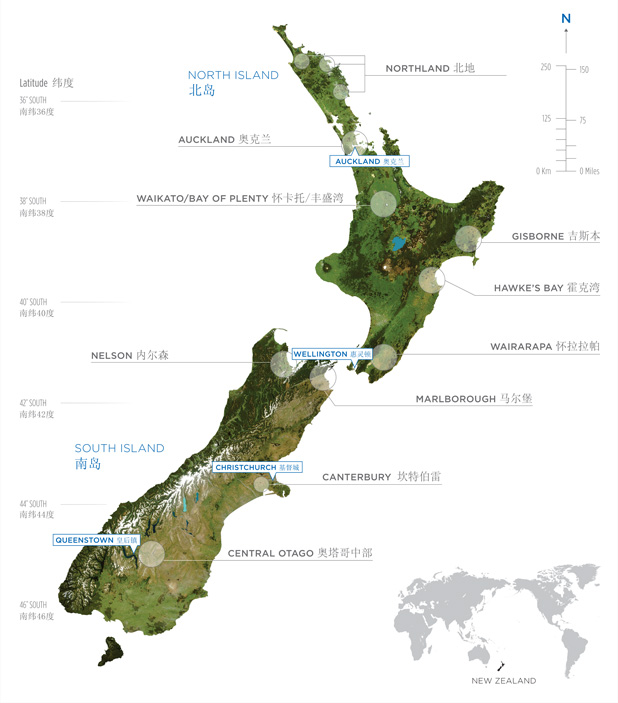 N
NORTH ISLAND
北岛
NORTHLAND 北地
Latitude 纬度
36° SOUTH
南纬36度
250
150
125
75
0 Km
0 Miles
AUCKLAND 奥克兰
AUCKLAND 奥克兰
WAIKATO/BAY OF PLENTY 怀卡托/丰盛湾
38° SOUTH
南纬38度
GISBORNE 吉斯本
HAWKE'S BAY 霍克湾
40° SOUTH
南纬40度
WAIRARAPA 怀拉拉帕
NELSON 内尔森
WELLINGTON 惠灵顿
MARLBOROUGH 马尔堡
42° SOUTH
南纬42度
SOUTH ISLAND
南岛
CHRISTCHURCH 基督城
CANTERBURY 坎特伯雷
44° SOUTH
南纬44度
QUEENSTOWN 皇后镇
CENTRAL OTAGO 奥塔哥中部
46° SOUTH
南纬46度
NEW ZEALAND